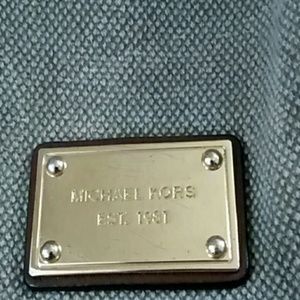 MICHAEL KORS
EST. 1981